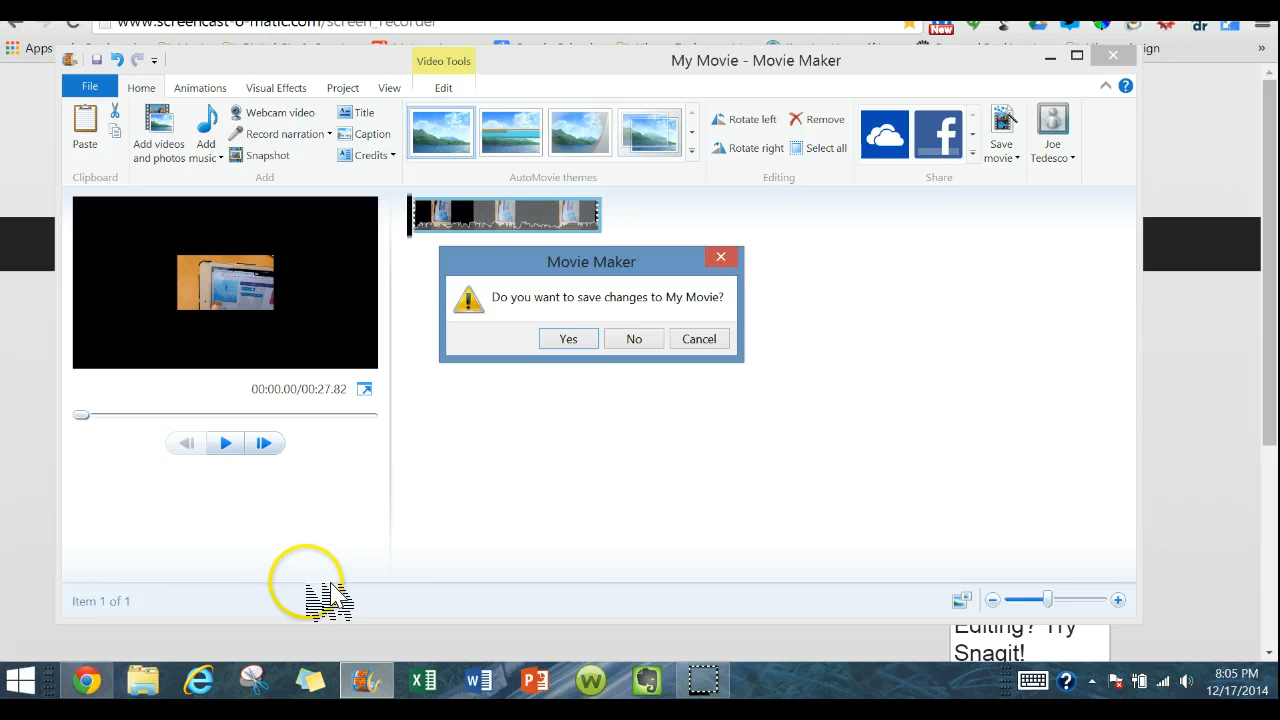 www.screencast-o-matic.com/screen_recorder
New
dr
Apps
»
Video Tools
My Movie - Movie Maker
File
Home
Animations
Visual Effects
Project
View
Edit
Paste
Add videos
and photos
Add
music
Webcam video
Record narration
Snapshot
Title
Caption
Credits
Rotate left
Remove
Rotate right
Select all
Save
movie
Joe
Tedesco
Clipboard
Add
AutoMovie themes
Editing
Share
Movie Maker
Do you want to save changes to My Movie?
Yes
No
Cancel
00:00.00/00:27.82
Item 1 of 1
Editing? Try
Snagit!
8:05 PM
12/17/2014